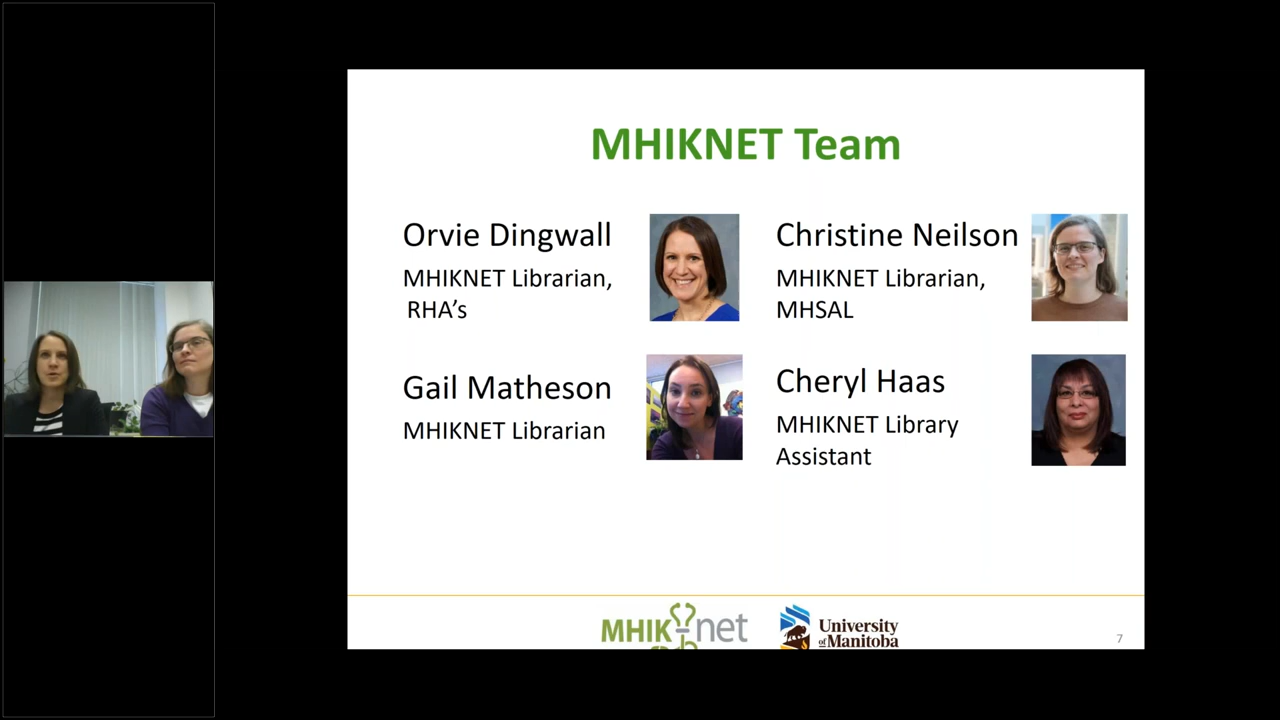 MHIKNET Team
Orvie Dingwall
MHIKNET Librarian,
RHA's
Christine Neilson
MHIKNET Librarian,
MHSAL
Gail Matheson
MHIKNET Librarian
Cheryl Haas
MHIKNET Library
Assistant
MHIK-net
University
of Manitoba
7